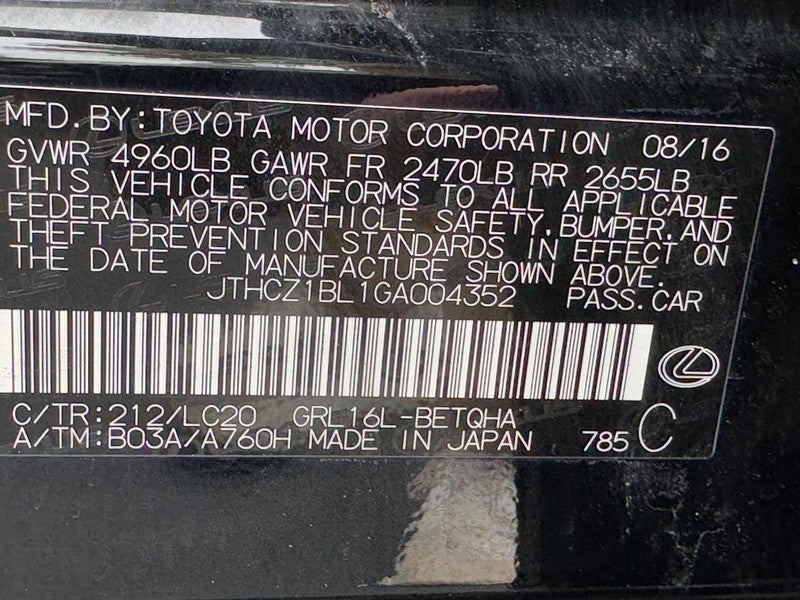 MFD.BY:TOYOTA MOTOR CORPORATION 08/16
GVWR 4960LB GAWR FR 2470LB RR 2655LB
THIS VEHICLE CONFORMS TO ALL APPLICABLE
FEDERAL MOTOR VEHICLE SAFETY,BUMPER,AND
THEFT PREVENTION STANDARDS IN EFFECT ON
THE DATE OF MANUFACTURE SHOWN ABOVE.
JTHCZ1BL1GA004352 PASS.CAR
C/TR:212/LC20 GRL16L-BETQHA
A/TM:B03A/A760H MADE IN JAPAN 785 C